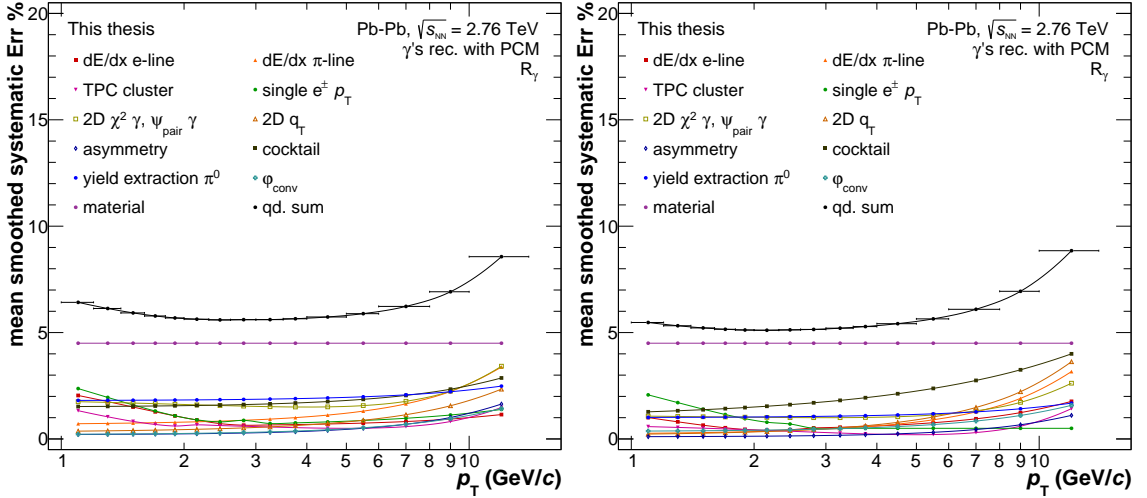 mean smoothed systematic Err %
20
15
10
5
0
This thesis
Pb-Pb, √s_NN = 2.76 TeV
γ's rec. with PCM
R_γ
dE/dx e-line
dE/dx π-line
TPC cluster
single e^± p_T
2D χ² γ, ψ_pair γ
2D q_T
asymmetry
cocktail
yield extraction π⁰
φ_conv
material
qd. sum
1 2 3 4 5 6 7 8 9 10
p_T (GeV/c)
mean smoothed systematic Err %
20
15
10
5
0
This thesis
Pb-Pb, √s_NN = 2.76 TeV
γ's rec. with PCM
R_γ
dE/dx e-line
dE/dx π-line
TPC cluster
single e^± p_T
2D χ² γ, ψ_pair γ
2D q_T
asymmetry
cocktail
yield extraction π⁰
φ_conv
material
qd. sum
1 2 3 4 5 6 7 8 9 10
p_T (GeV/c)